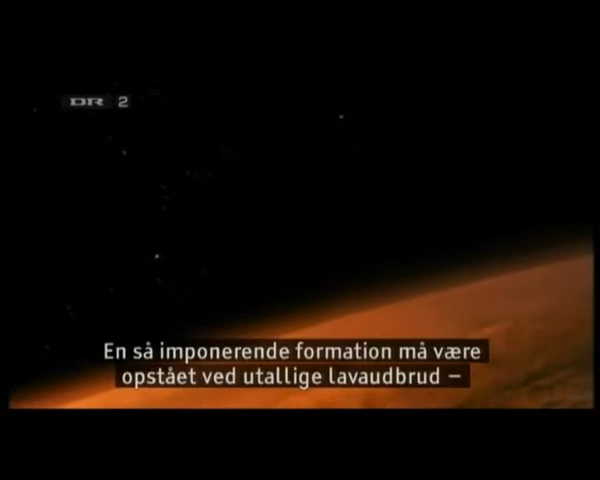 DR 2
En så imponerende formation må være
opstået ved utallige lavaudbrud –